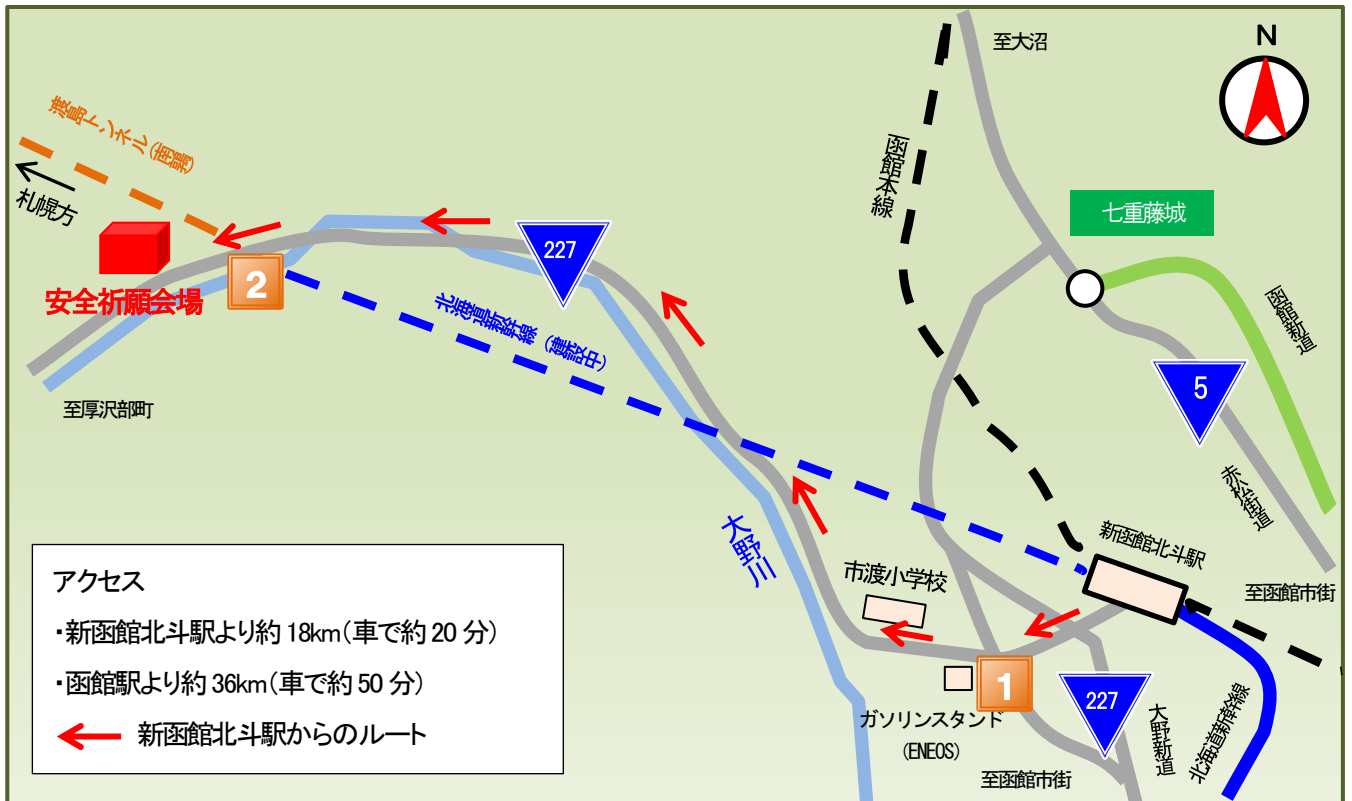 N
至大沼
渡島トンネル(南鶉)
札幌方
函館本線
七重藤城
227
2
安全祈願会場
北海道新幹線(建設中)
函館新道
5
至厚沢部町
赤松街道
大野川
新函館北斗駅
市渡小学校
至函館市街
アクセス
・新函館北斗駅より約18km(車で約20分)
・函館駅より約36km(車で約50分)
新函館北斗駅からのルート
1
227
ガソリンスタンド
(ENEOS)
大野新道
北海道新幹線
至函館市街